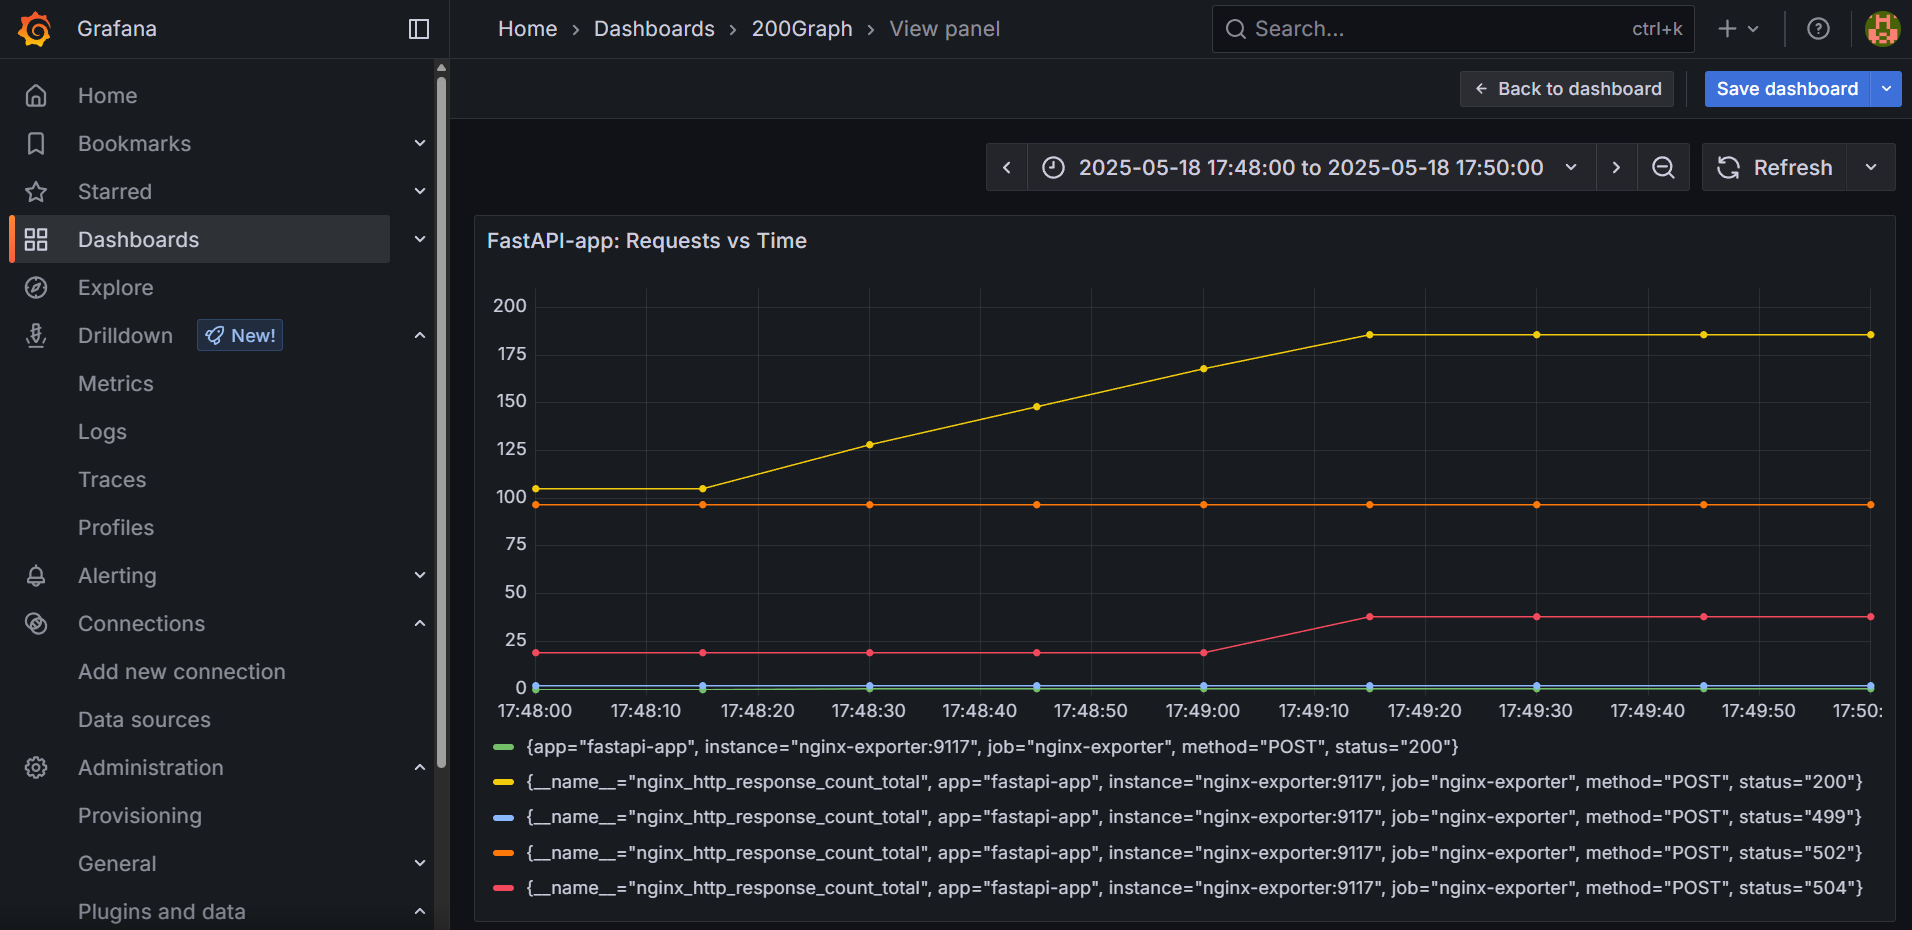 Grafana
Home › Dashboards › 200Graph › View panel
Search...
ctrl+k
Back to dashboard
Save dashboard
Home
Bookmarks
Starred
Dashboards
Explore
Drilldown
New!
Metrics
Logs
Traces
Profiles
Alerting
Connections
Add new connection
Data sources
Administration
Provisioning
General
Plugins and data
2025-05-18 17:48:00 to 2025-05-18 17:50:00
Refresh
FastAPI-app: Requests vs Time
200
175
150
125
100
75
50
25
0
17:48:00 17:48:10 17:48:20 17:48:30 17:48:40 17:48:50 17:49:00 17:49:10 17:49:20 17:49:30 17:49:40 17:49:50 17:50:
{app="fastapi-app", instance="nginx-exporter:9117", job="nginx-exporter", method="POST", status="200"}
{__name__="nginx_http_response_count_total", app="fastapi-app", instance="nginx-exporter:9117", job="nginx-exporter", method="POST", status="200"}
{__name__="nginx_http_response_count_total", app="fastapi-app", instance="nginx-exporter:9117", job="nginx-exporter", method="POST", status="499"}
{__name__="nginx_http_response_count_total", app="fastapi-app", instance="nginx-exporter:9117", job="nginx-exporter", method="POST", status="502"}
{__name__="nginx_http_response_count_total", app="fastapi-app", instance="nginx-exporter:9117", job="nginx-exporter", method="POST", status="504"}